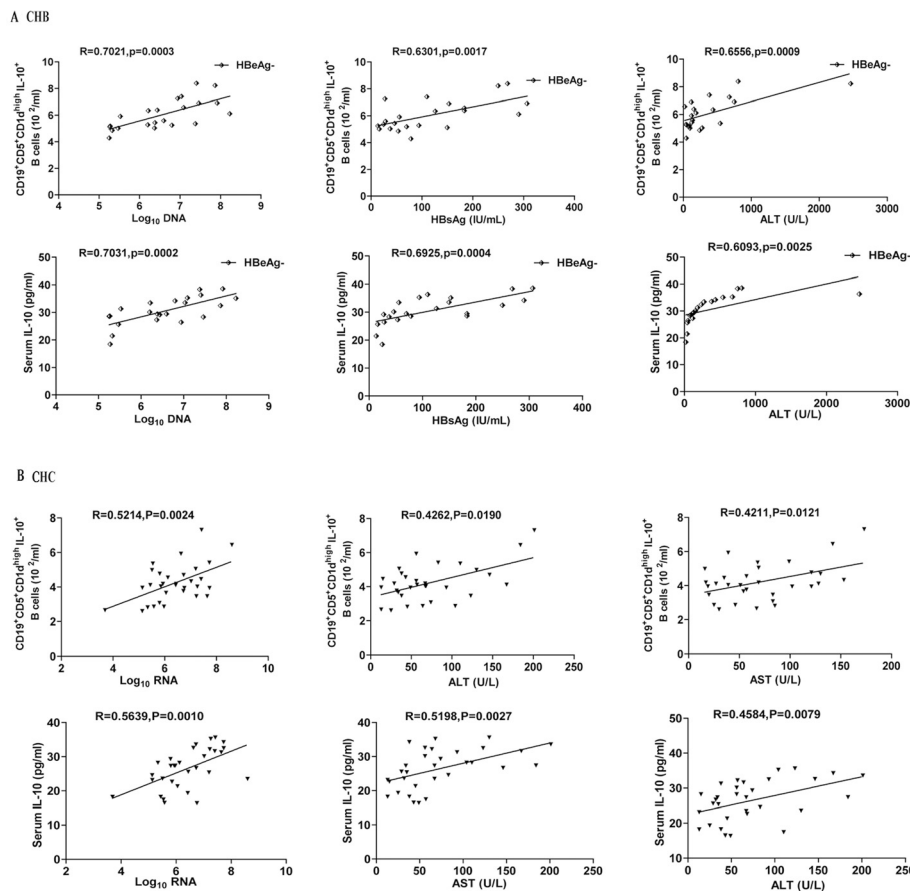 A CHB
R=0.7021,p=0.0003
HBeAg-
CD19+CD5+CD1d^high IL-10+
B cells (10^2/ml)
10
8
6
4
2
0
4 5 6 7 8 9
Log10 DNA
R=0.6301,p=0.0017
HBeAg-
CD19+CD5+CD1d^high IL-10+
B cells (10^2/ml)
10
8
6
4
2
0
0 100 200 300 400
HBsAg (IU/mL)
R=0.6556,p=0.0009
HBeAg-
CD19+CD5+CD1d^high IL-10+
B cells (10^2/ml)
10
8
6
4
2
0
0 1000 2000 3000
ALT (U/L)
R=0.7031,p=0.0002
HBeAg-
Serum IL-10 (pg/ml)
50
40
30
20
10
0
4 5 6 7 8 9
Log10 DNA
R=0.6925,p=0.0004
HBeAg-
Serum IL-10 (pg/ml)
50
40
30
20
10
0
0 100 200 300 400
HBsAg (IU/mL)
R=0.6093,p=0.0025
HBeAg-
Serum IL-10 (pg/ml)
50
40
30
20
10
0
0 1000 2000 3000
ALT (U/L)
B CHC
R=0.5214,P=0.0024
CD19+CD5+CD1d^high IL-10+
B cells (10^2/ml)
8
6
4
2
0
2 4 6 8 10
Log10 RNA
R=0.4262,P=0.0190
CD19+CD5+CD1d^high IL-10+
B cells (10^2/ml)
8
6
4
2
0
0 50 100 150 200 250
ALT (U/L)
R=0.4211,P=0.0121
CD19+CD5+CD1d^high IL-10+
B cells (10^2/ml)
8
6
4
2
0
0 50 100 150 200
AST (U/L)
R=0.5639,P=0.0010
Serum IL-10 (pg/ml)
40
30
20
10
0
2 4 6 8 10
Log10 RNA
R=0.5198,P=0.0027
Serum IL-10 (pg/ml)
40
30
20
10
0
0 50 100 150 200 250
AST (U/L)
R=0.4584,P=0.0079
Serum IL-10 (pg/ml)
50
40
30
20
10
0 50 100 150 200 250
ALT (U/L)